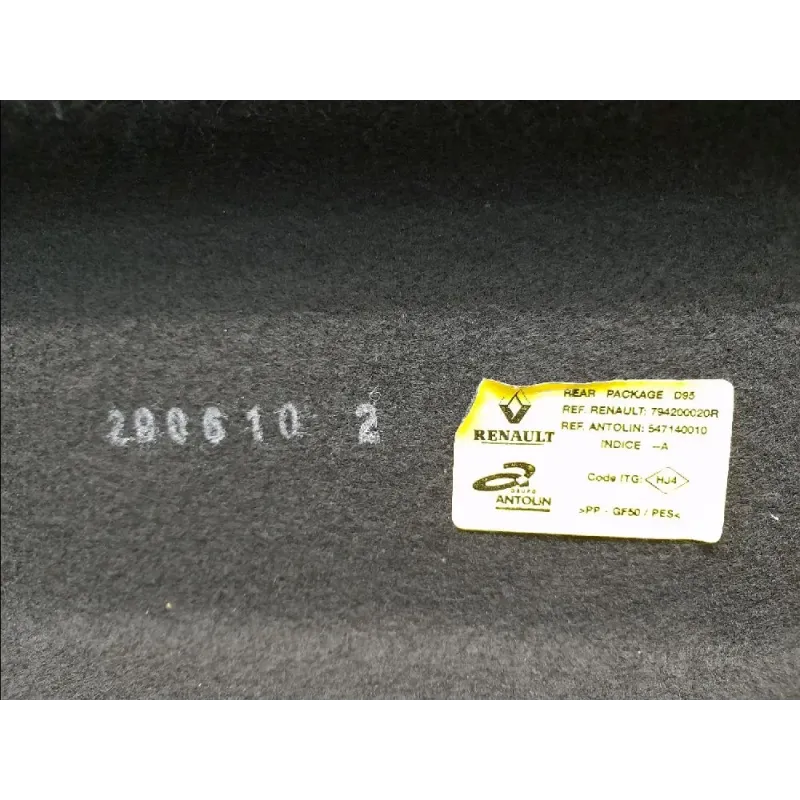 290610 2
RENAULT
GRUPO
ANTOLIN
REAR PACKAGE D95
REF. RENAULT: 794200020R
REF. ANTOLIN: 547140010
INDICE -A
Code ITG: HJ4
>PP - GF50 / PES<